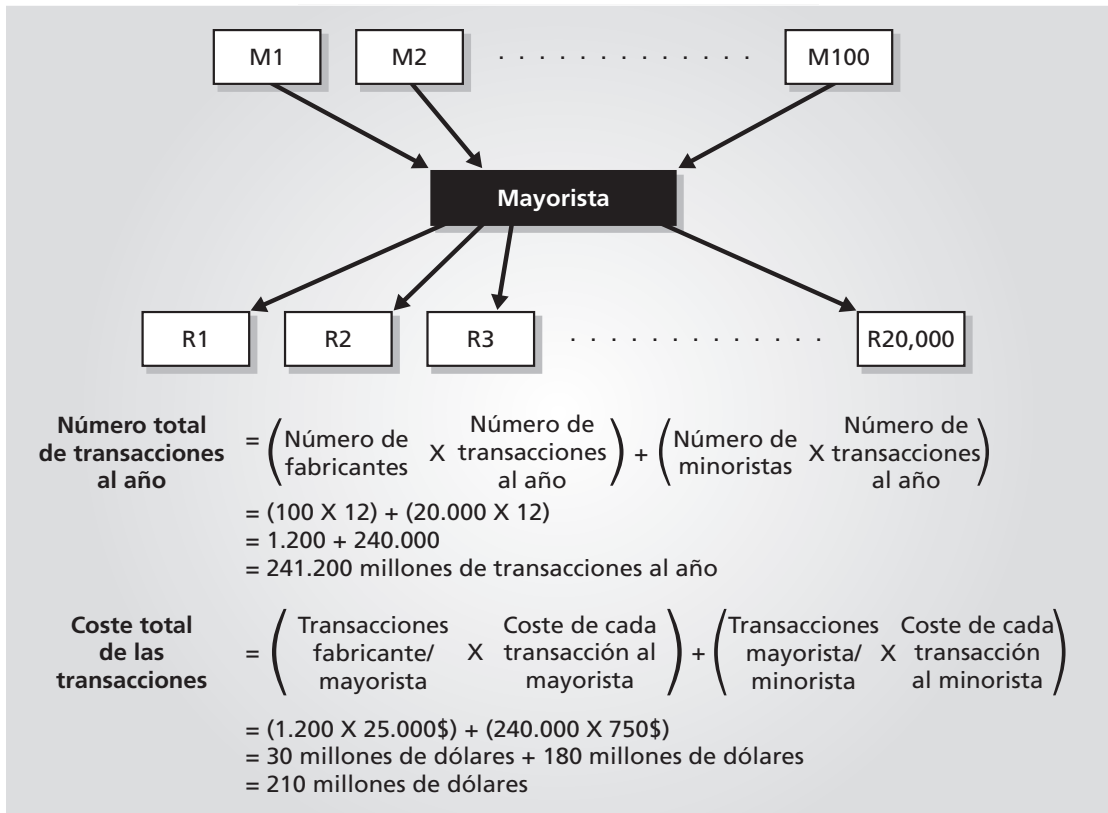 M1 M2 . . . . . . . . . . . . . M100
Mayorista
R1 R2 R3 . . . . . . . . . . . . . R20,000
Número total
de transacciones
al año
= (Número de fabricantes X Número de transacciones al año) + (Número de minoristas X Número de transacciones al año)
= (100 X 12) + (20.000 X 12)
= 1.200 + 240.000
= 241.200 millones de transacciones al año
Coste total
de las
transacciones
= (Transacciones fabricante/ mayorista X Coste de cada transacción al mayorista) + (Transacciones mayorista/ minorista X Coste de cada transacción al minorista)
= (1.200 X 25.000$) + (240.000 X 750$)
= 30 millones de dólares + 180 millones de dólares
= 210 millones de dólares